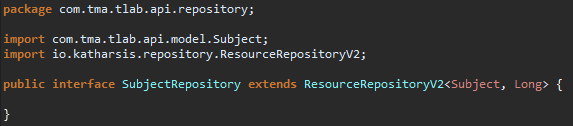 package com.tma.tlab.api.repository;
import com.tma.tlab.api.model.Subject;
import io.katharsis.repository.ResourceRepositoryV2;
public interface SubjectRepository extends ResourceRepositoryV2<Subject, Long> {
}